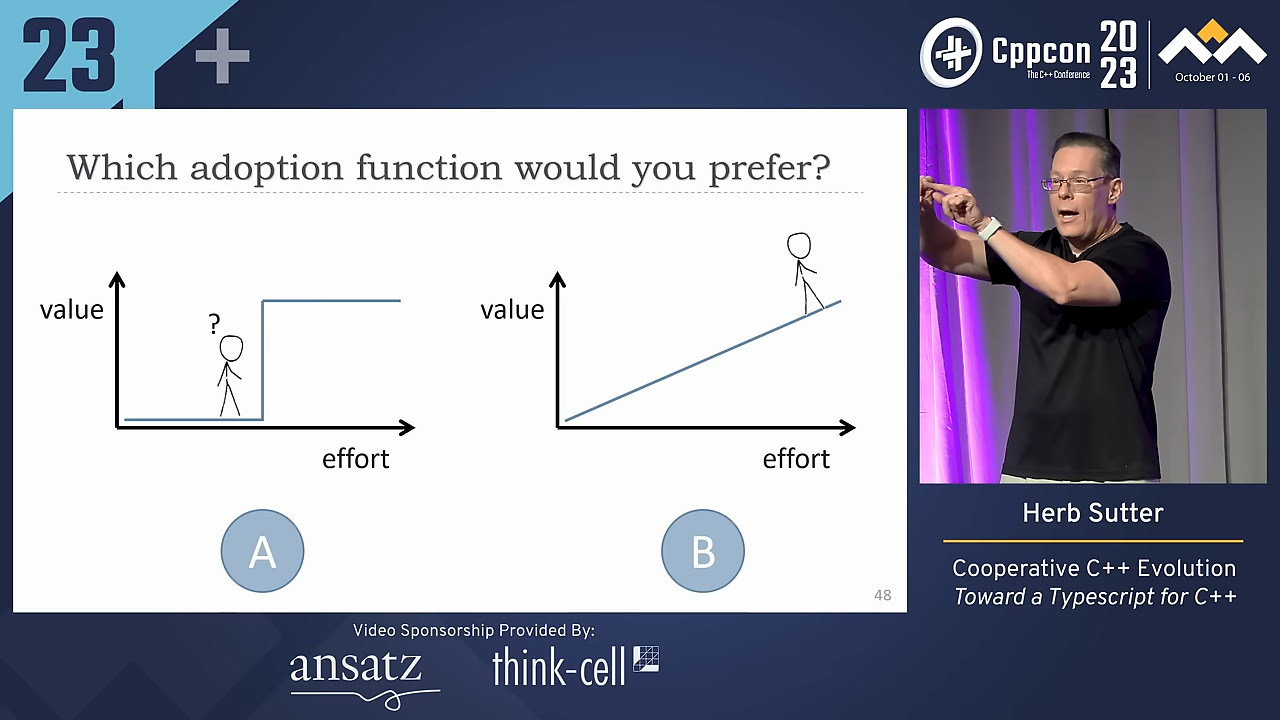 23
Cppcon
The C++ Conference
20
23
October 01 - 06
Which adoption function would you prefer?
value
?
effort
A
value
effort
B
48
Herb Sutter
Cooperative C++ Evolution
Toward a Typescript for C++
Video Sponsorship Provided By:
ansatz
think-cell